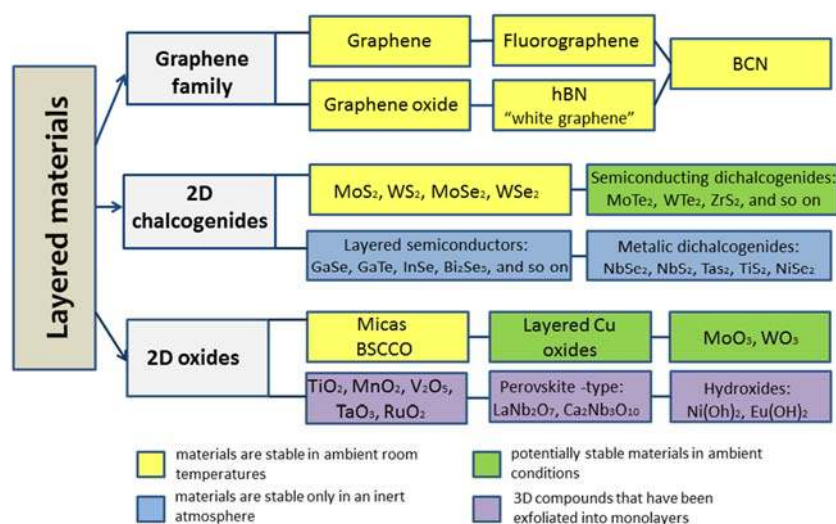 Layered materials
Graphene
family
Graphene
Fluorographene
BCN
Graphene oxide
hBN
“white graphene”
2D
chalcogenides
MoS₂, WS₂, MoSe₂, WSe₂
Semiconducting dichalcogenides:
MoTe₂, WTe₂, ZrS₂, and so on
Layered semiconductors:
GaSe, GaTe, InSe, Bi₂Se₃, and so on
Metalic dichalcogenides:
NbSe₂, NbS₂, Tas₂, TiS₂, NiSe₂
2D oxides
Micas
BSCCO
Layered Cu
oxides
MoO₃, WO₃
TiO₂, MnO₂, V₂O₅,
TaO₃, RuO₂
Perovskite -type:
LaNb₂O₇, Ca₂Nb₃O₁₀
Hydroxides:
Ni(Oh)₂, Eu(OH)₂
materials are stable in ambient room
temperatures
potentially stable materials in ambient
conditions
materials are stable only in an inert
atmosphere
3D compounds that have been
exfoliated into monolayers